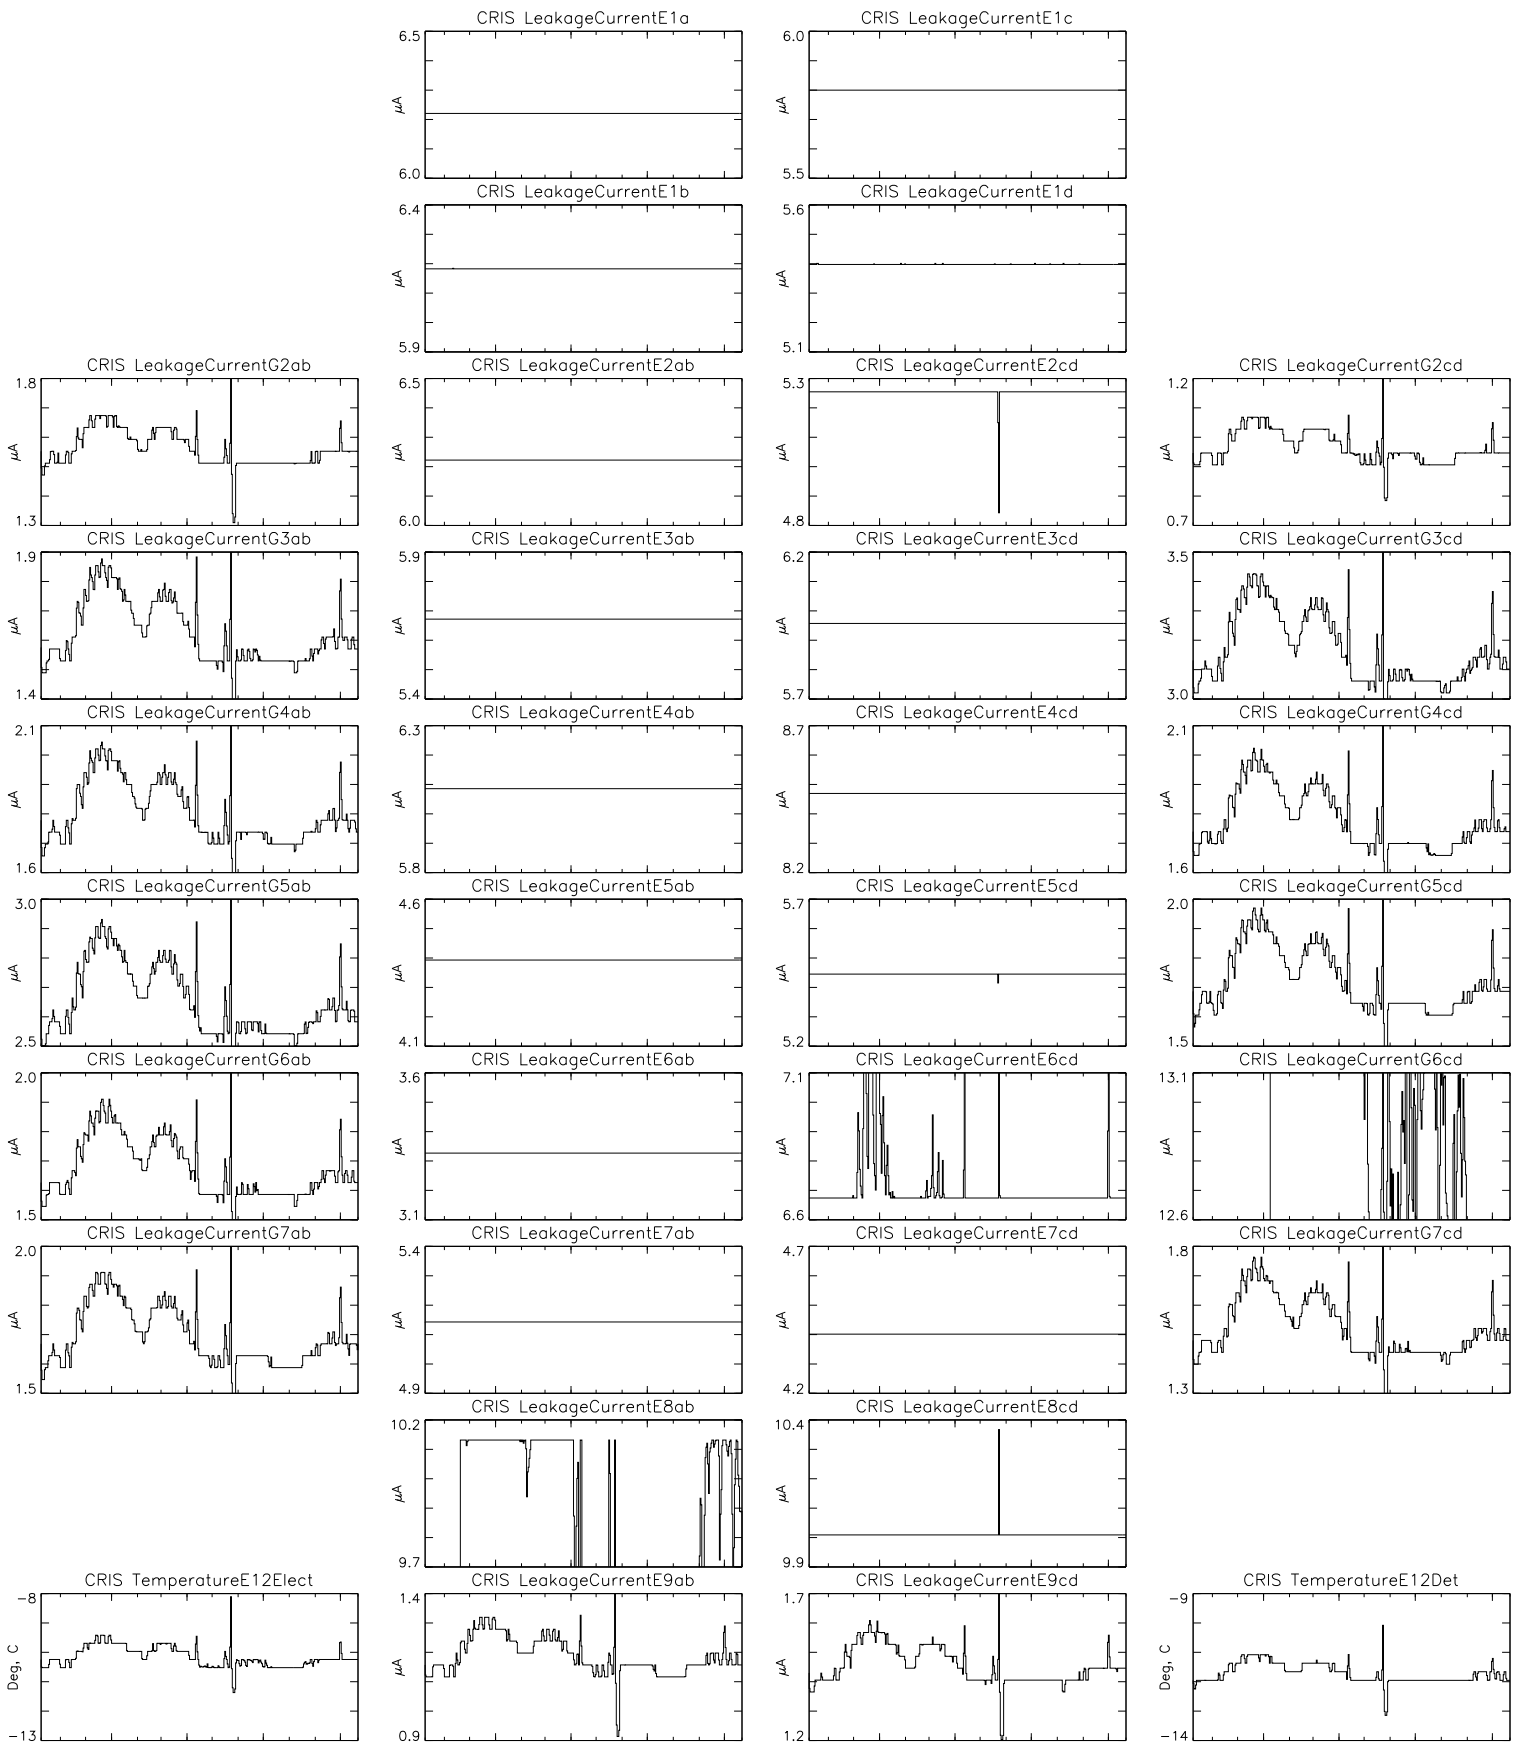 CRIS LeakageCurrentE1a
6.5
μA
6.0
CRIS LeakageCurrentE1c
6.0
μA
5.5
CRIS LeakageCurrentE1b
6.4
μA
5.9
CRIS LeakageCurrentE1d
5.6
μA
5.1
CRIS LeakageCurrentG2ab
1.8
μA
1.3
CRIS LeakageCurrentE2ab
6.5
μA
6.0
CRIS LeakageCurrentE2cd
5.3
μA
4.8
CRIS LeakageCurrentG2cd
1.2
μA
0.7
CRIS LeakageCurrentG3ab
1.9
μA
1.4
CRIS LeakageCurrentE3ab
5.9
μA
5.4
CRIS LeakageCurrentE3cd
6.2
μA
5.7
CRIS LeakageCurrentG3cd
3.5
μA
3.0
CRIS LeakageCurrentG4ab
2.1
μA
1.6
CRIS LeakageCurrentE4ab
6.3
μA
5.8
CRIS LeakageCurrentE4cd
8.7
μA
8.2
CRIS LeakageCurrentG4cd
2.1
μA
1.6
CRIS LeakageCurrentG5ab
3.0
μA
2.5
CRIS LeakageCurrentE5ab
4.6
μA
4.1
CRIS LeakageCurrentE5cd
5.7
μA
5.2
CRIS LeakageCurrentG5cd
2.0
μA
1.5
CRIS LeakageCurrentG6ab
2.0
μA
1.5
CRIS LeakageCurrentE6ab
3.6
μA
3.1
CRIS LeakageCurrentE6cd
7.1
μA
6.6
CRIS LeakageCurrentG6cd
13.1
μA
12.6
CRIS LeakageCurrentG7ab
2.0
μA
1.5
CRIS LeakageCurrentE7ab
5.4
μA
4.9
CRIS LeakageCurrentE7cd
4.7
μA
4.2
CRIS LeakageCurrentG7cd
1.8
μA
1.3
CRIS LeakageCurrentE8ab
10.2
μA
9.7
CRIS LeakageCurrentE8cd
10.4
μA
9.9
CRIS TemperatureE12Elect
-8
Deg, C
-13
CRIS LeakageCurrentE9ab
1.4
μA
0.9
CRIS LeakageCurrentE9cd
1.7
μA
1.2
CRIS TemperatureE12Det
-9
Deg, C
-14